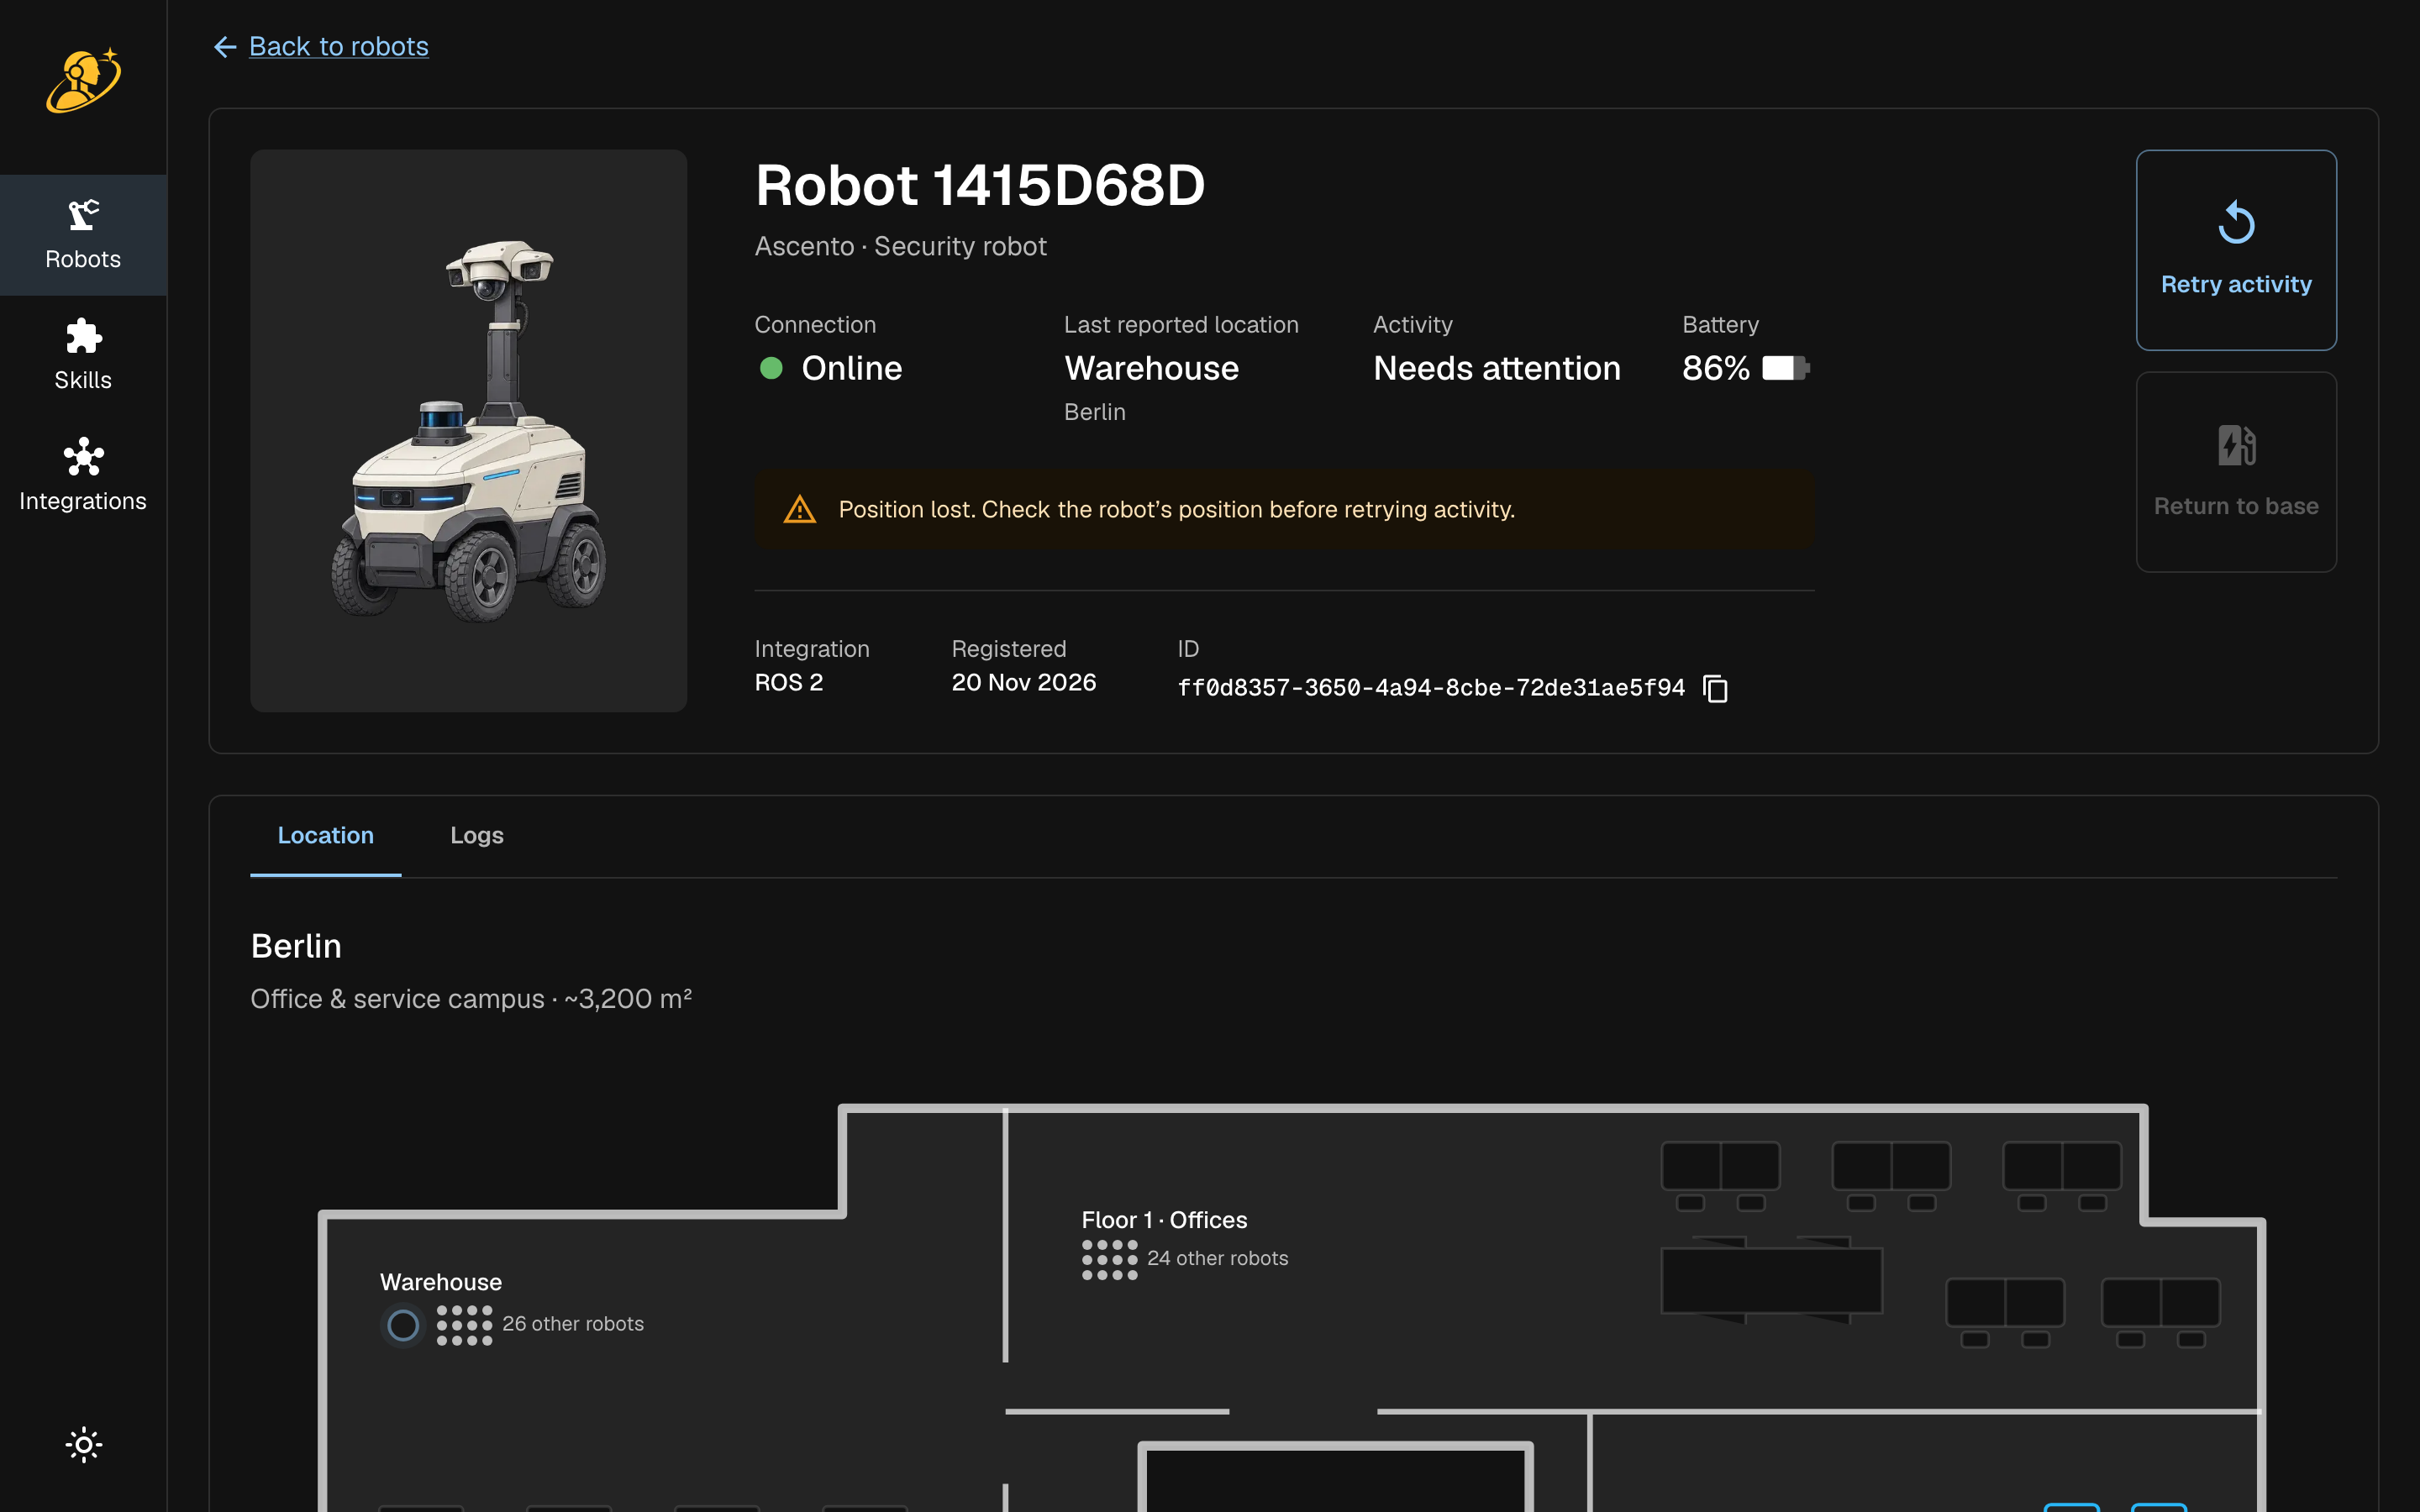 Back to robots
Robots
Skills
Integrations
Robot 1415D68D
Ascento · Security robot
Connection
Online
Last reported location
Warehouse
Berlin
Activity
Needs attention
Battery
86%
Position lost. Check the robot’s position before retrying activity.
Integration
ROS 2
Registered
20 Nov 2026
ID
ff0d8357-3650-4a94-8cbe-72de31ae5f94
Retry activity
Return to base
Location
Logs
Berlin
Office & service campus · ~3,200 m²
Floor 1 · Offices
24 other robots
Warehouse
26 other robots